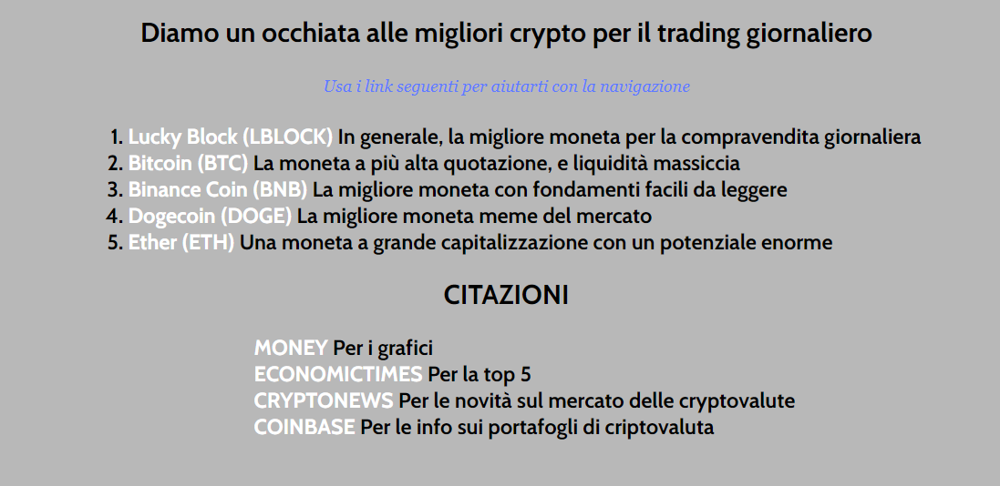 Diamo un occhiata alle migliori crypto per il trading giornaliero
Usa i link seguenti per aiutarti con la navigazione
1. Lucky Block (LBLOCK) In generale, la migliore moneta per la compravendita giornaliera
2. Bitcoin (BTC) La moneta a più alta quotazione, e liquidità massiccia
3. Binance Coin (BNB) La migliore moneta con fondamenti facili da leggere
4. Dogecoin (DOGE) La migliore moneta meme del mercato
5. Ether (ETH) Una moneta a grande capitalizzazione con un potenziale enorme
CITAZIONI
MONEY Per i grafici
ECONOMICTIMES Per la top 5
CRYPTONEWS Per le novità sul mercato delle cryptovalute
COINBASE Per le info sui portafogli di criptovaluta